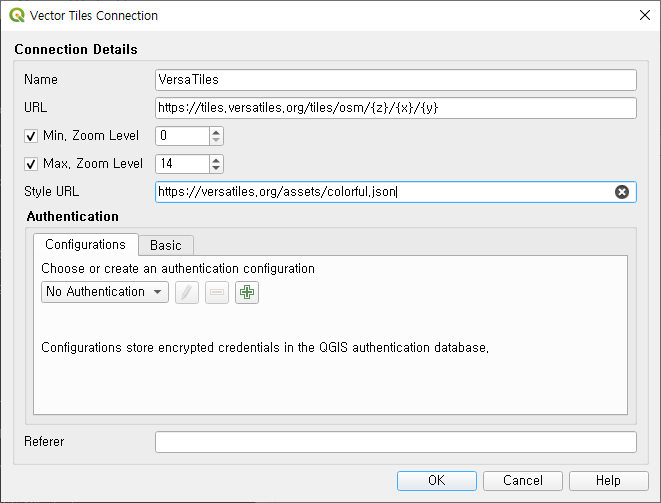 Vector Tiles Connection
Connection Details
Name VersaTiles
URL https://tiles.versatiles.org/tiles/osm/{z}/{x}/{y}
Min. Zoom Level 0
Max. Zoom Level 14
Style URL https://versatiles.org/assets/colorful.json
Authentication
Configurations Basic
Choose or create an authentication configuration
No Authentication
Configurations store encrypted credentials in the QGIS authentication database.
Referer
OK Cancel Help